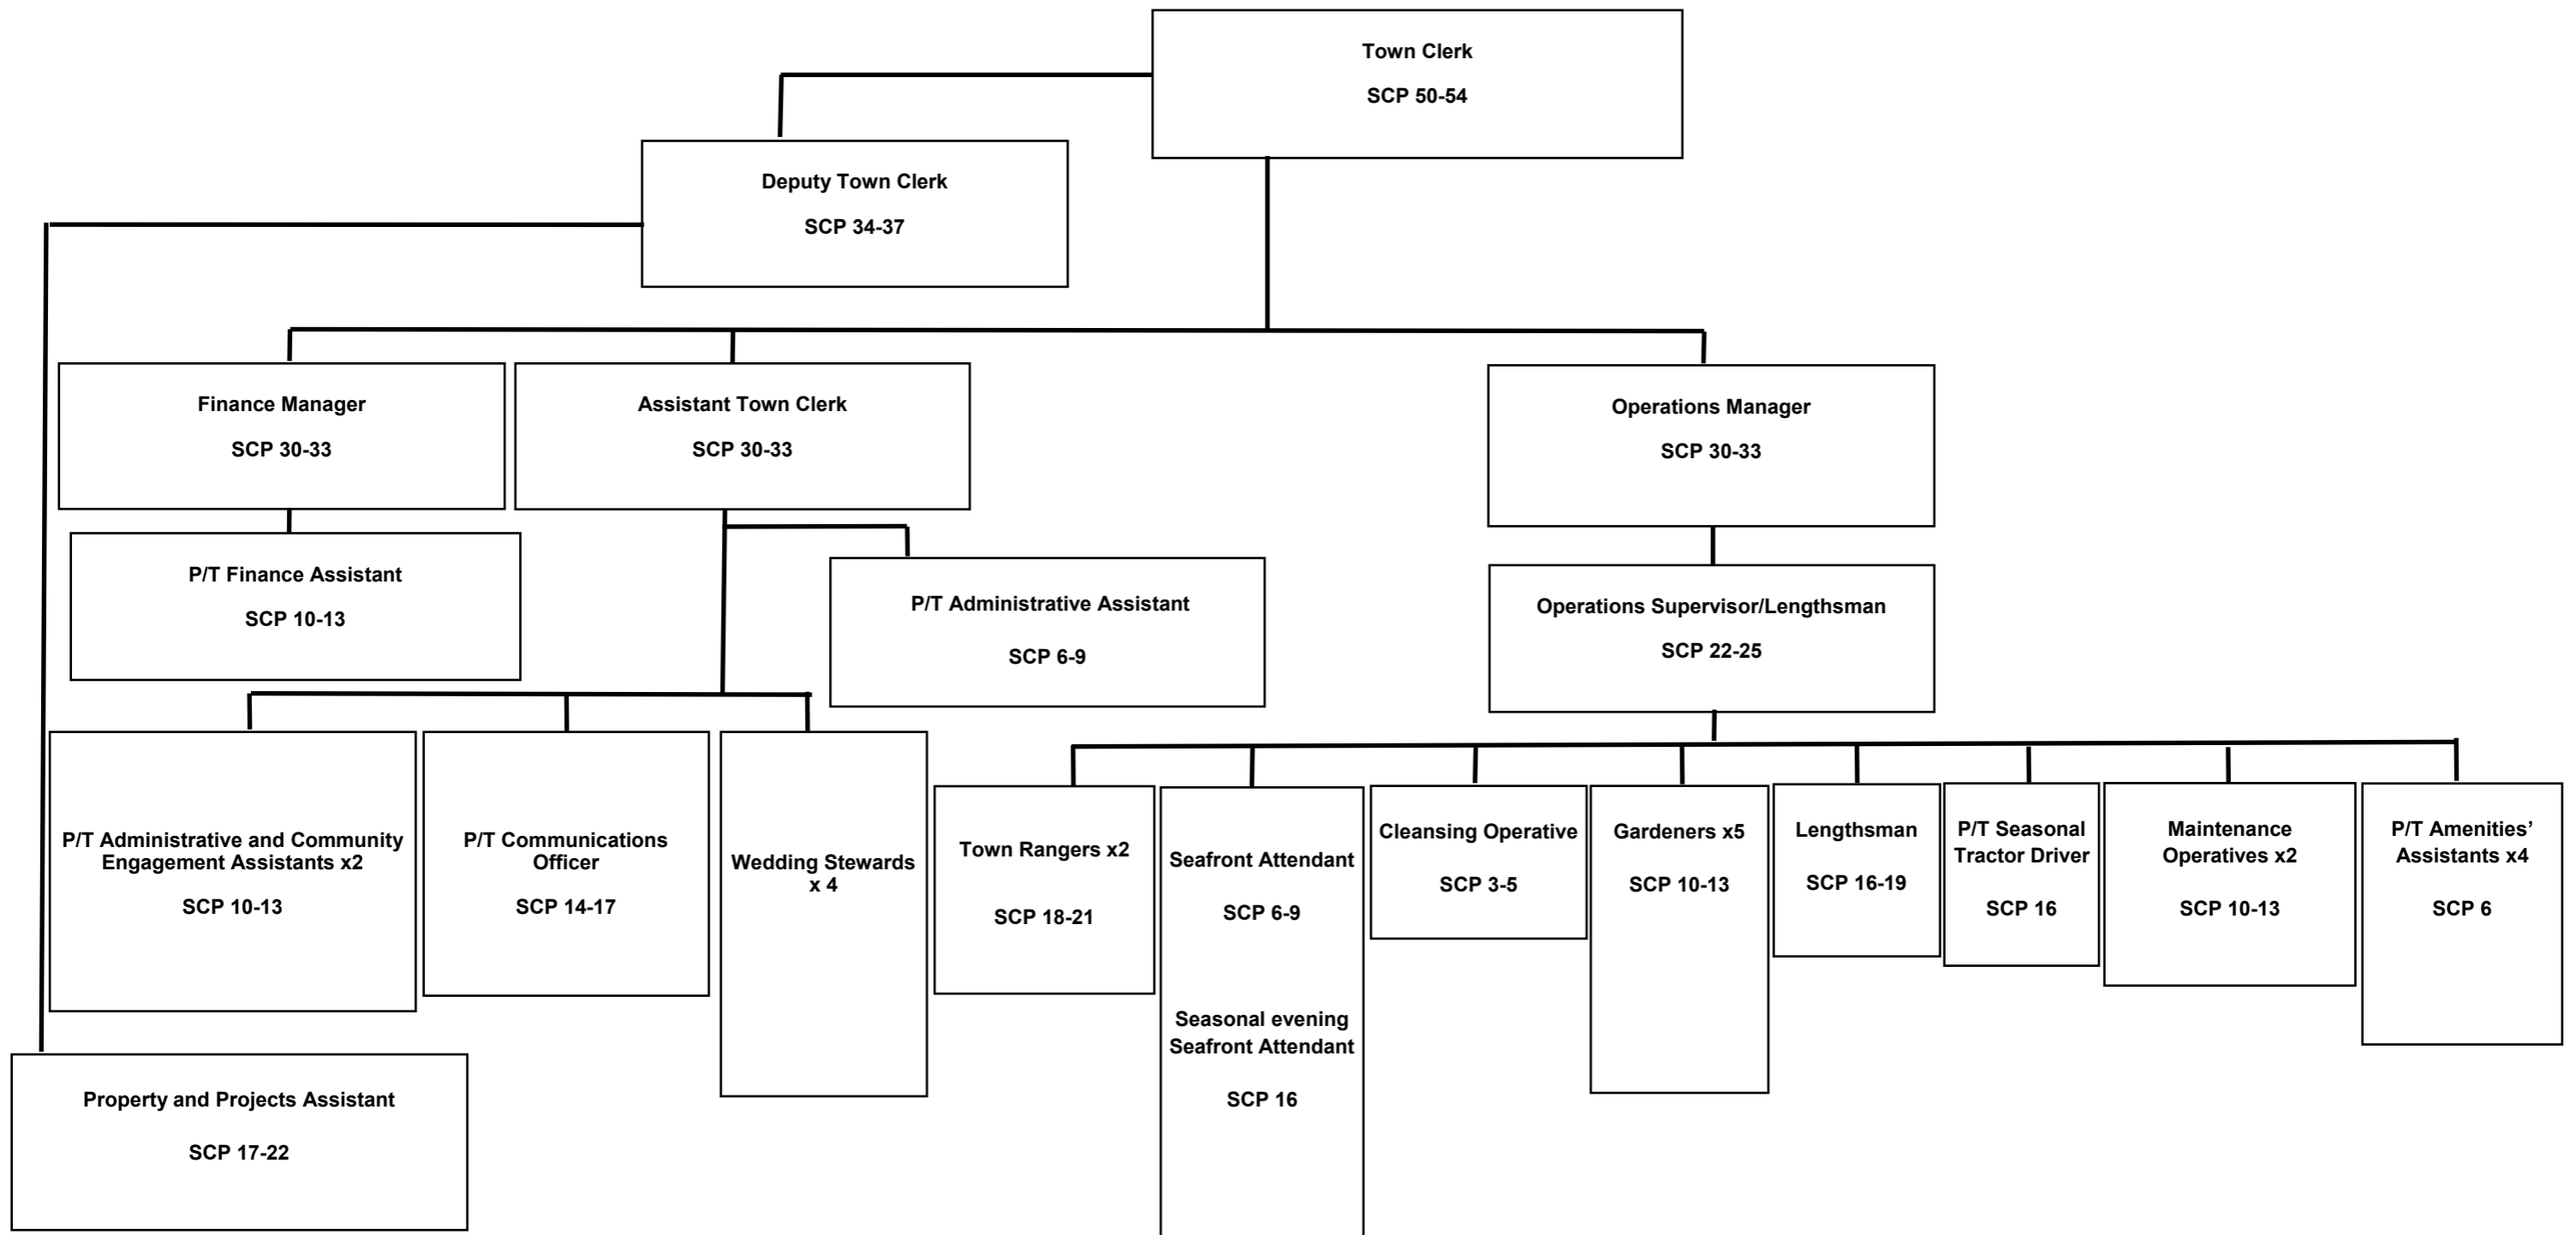 Town Clerk
SCP 50-54
Deputy Town Clerk
SCP 34-37
Finance Manager
SCP 30-33
Assistant Town Clerk
SCP 30-33
Operations Manager
SCP 30-33
P/T Finance Assistant
SCP 10-13
P/T Administrative Assistant
SCP 6-9
Operations Supervisor/Lengthsman
SCP 22-25
P/T Administrative and Community
Engagement Assistants x2
SCP 10-13
P/T Communications
Officer
SCP 14-17
Wedding Stewards
x 4
Town Rangers x2
SCP 18-21
Seafront Attendant
SCP 6-9
Seasonal evening
Seafront Attendant
SCP 16
Cleansing Operative
SCP 3-5
Gardeners x5
SCP 10-13
Lengthsman
SCP 16-19
P/T Seasonal
Tractor Driver
SCP 16
Maintenance
Operatives x2
SCP 10-13
P/T Amenities’
Assistants x4
SCP 6
Property and Projects Assistant
SCP 17-22